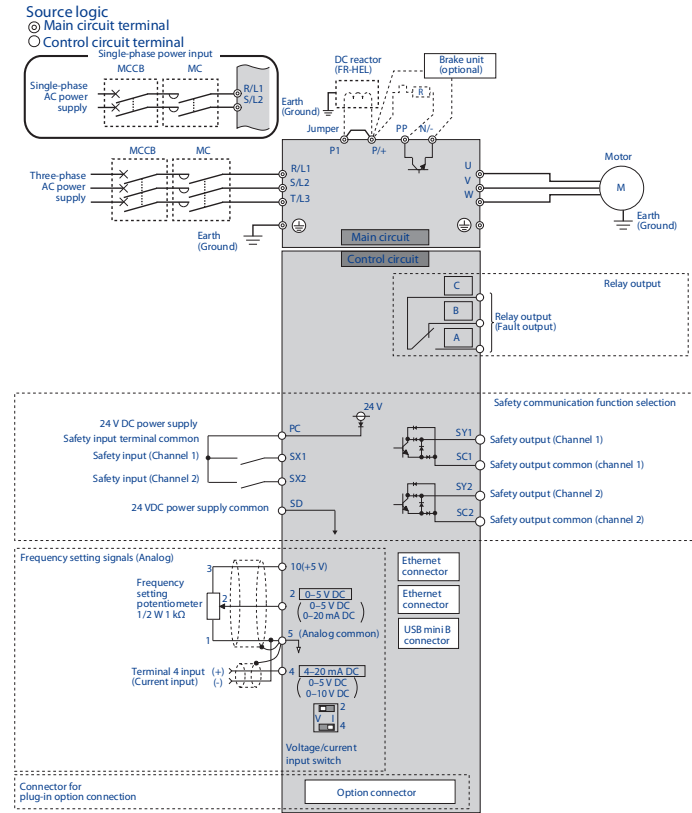 Source logic
Main circuit terminal
Control circuit terminal
Single-phase power input
MCCB
MC
Single-phase
AC power
supply
R/L1
S/L2
DC reactor
(FR-HEL)
Brake unit
(optional)
R
Earth
(Ground)
Jumper
P1
P/+
PP
N/-
MCCB
MC
Three-phase
AC power
supply
R/L1
S/L2
T/L3
U
V
W
Motor
M
Earth
(Ground)
Earth
(Ground)
Main circuit
Control circuit
C
B
A
Relay output
Relay output
(Fault output)
Safety communication function selection
24 V
24 V DC power supply
Safety input terminal common
PC
Safety input (Channel 1)
SX1
Safety input (Channel 2)
SX2
24 VDC power supply common
SD
SY1
Safety output (Channel 1)
SC1
Safety output common (channel 1)
SY2
Safety output (Channel 2)
SC2
Safety output common (channel 2)
Frequency setting signals (Analog)
3
10(+5 V)
Frequency
setting
potentiometer
1/2 W 1 kΩ
2
2 0–5 V DC
0–5 V DC
0–20 mA DC
1
5 (Analog common)
Terminal 4 input (+)
(Current input) (-)
4 4–20 mA DC
0–5 V DC
0–10 V DC
2
V I
4
Voltage/current
input switch
Ethernet
connector
Ethernet
connector
USB mini B
connector
Connector for
plug-in option connection
Option connector